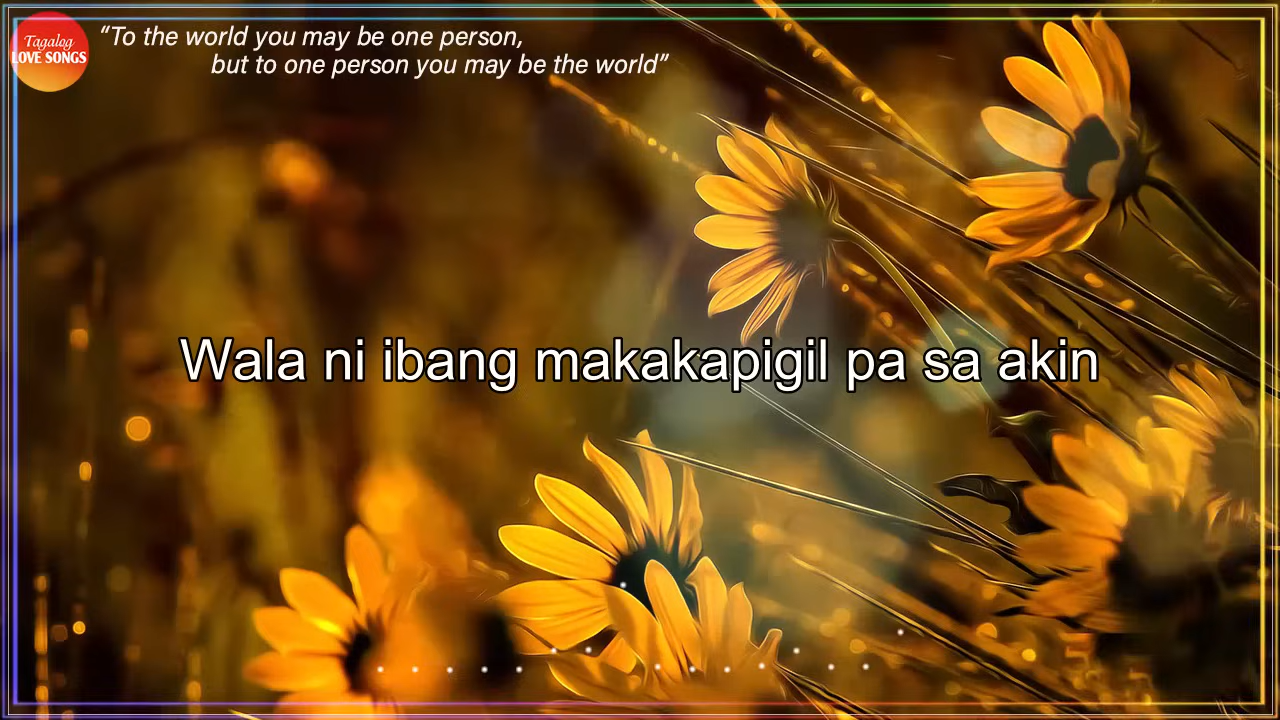 “To the world you may be one person,
but to one person you may be the world”
Tagalog
LOVE SONGS
Wala ni ibang makakapigil pa sa akin